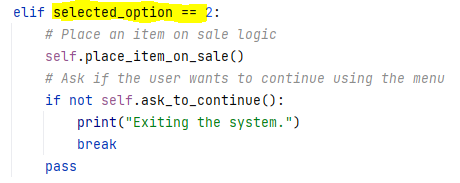 elif selected_option == 2:
# Place an item on sale logic
self.place_item_on_sale()
# Ask if the user wants to continue using the menu
if not self.ask_to_continue():
print("Exiting the system.")
break
pass